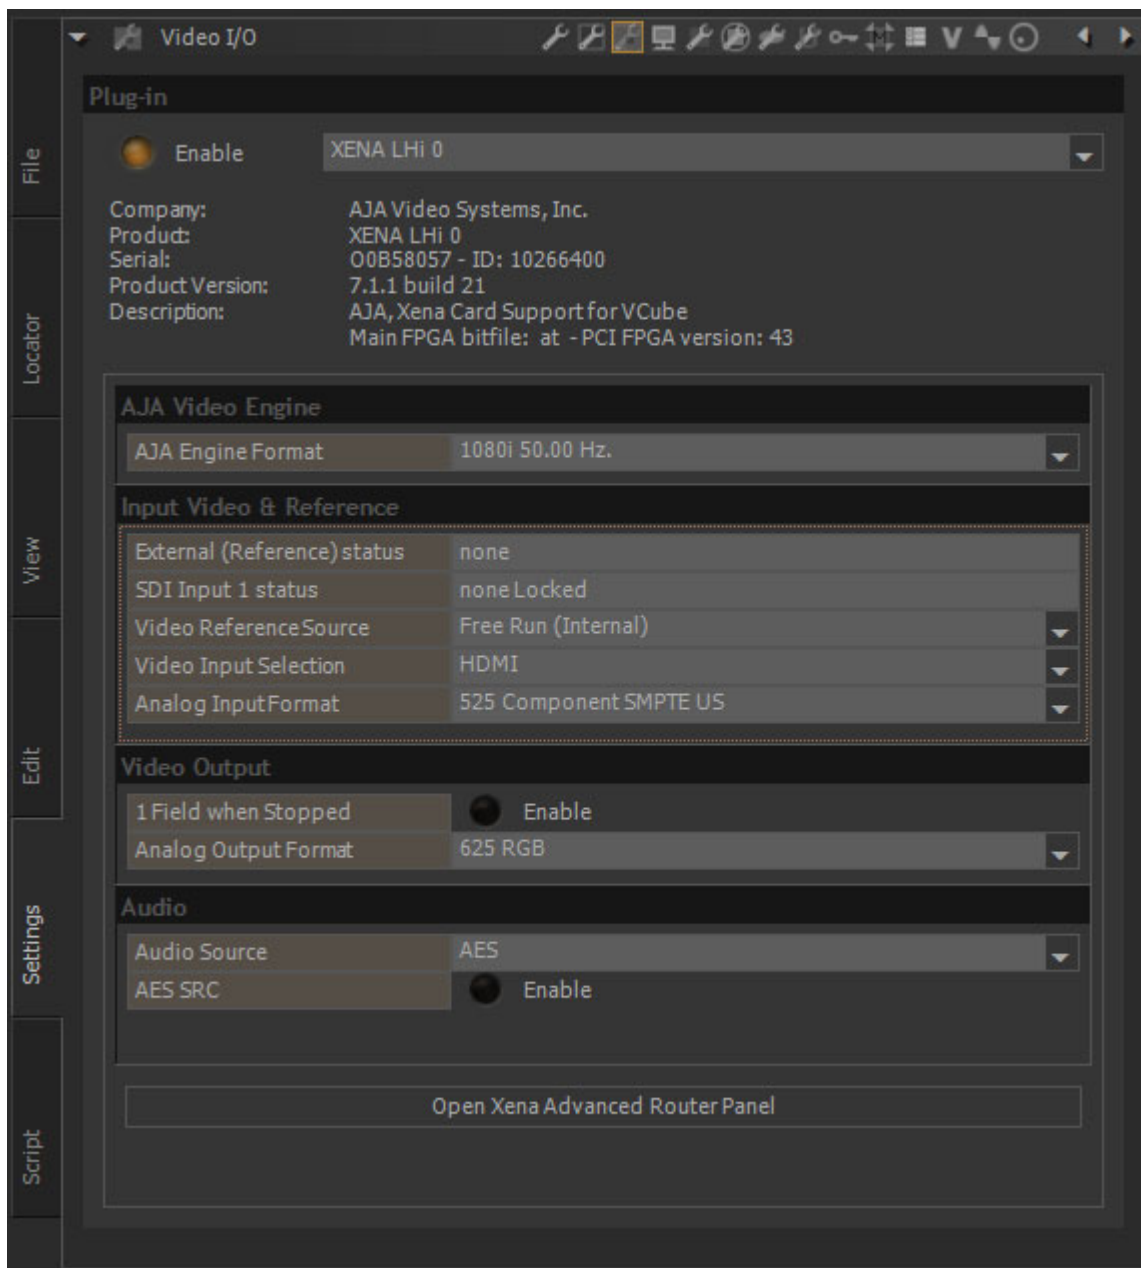 Video I/O
V
Plug-in
Enable
XENA LHi 0
Company: AJA Video Systems, Inc.
Product: XENA LHi 0
Serial: O0B58057 - ID: 10266400
Product Version: 7.1.1 build 21
Description: AJA, Xena Card Support for VCube
Main FPGA bitfile: at - PCI FPGA version: 43
AJA Video Engine
AJA Engine Format 1080i 50.00 Hz.
Input Video & Reference
External (Reference) status none
SDI Input 1 status none Locked
Video Reference Source Free Run (Internal)
Video Input Selection HDMI
Analog Input Format 525 Component SMPTE US
Video Output
1 Field when Stopped Enable
Analog Output Format 625 RGB
Audio
Audio Source AES
AES SRC Enable
Open Xena Advanced Router Panel
File
Locator
View
Edit
Settings
Script